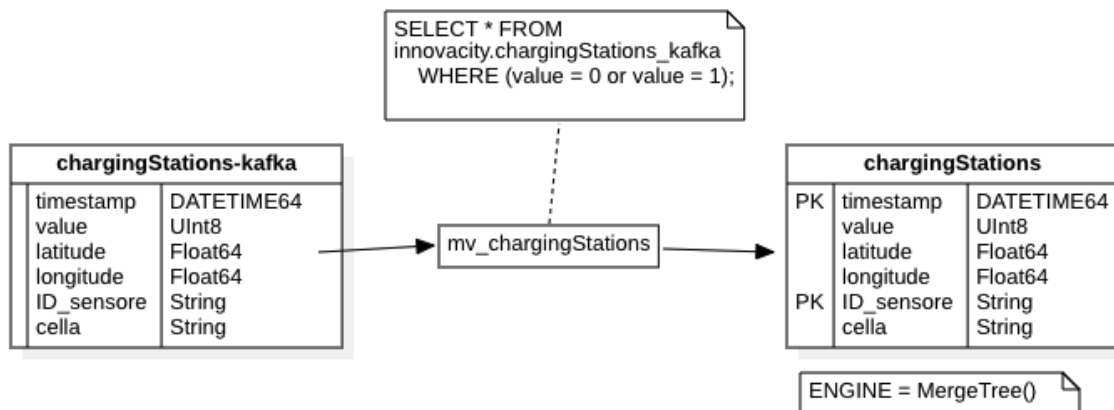 SELECT * FROM
innovacity.chargingStations_kafka
WHERE (value = 0 or value = 1);
chargingStations-kafka
timestamp DATETIME64
value UInt8
latitude Float64
longitude Float64
ID_sensore String
cella String
mv_chargingStations
chargingStations
PK timestamp DATETIME64
value UInt8
latitude Float64
longitude Float64
PK ID_sensore String
cella String
ENGINE = MergeTree()